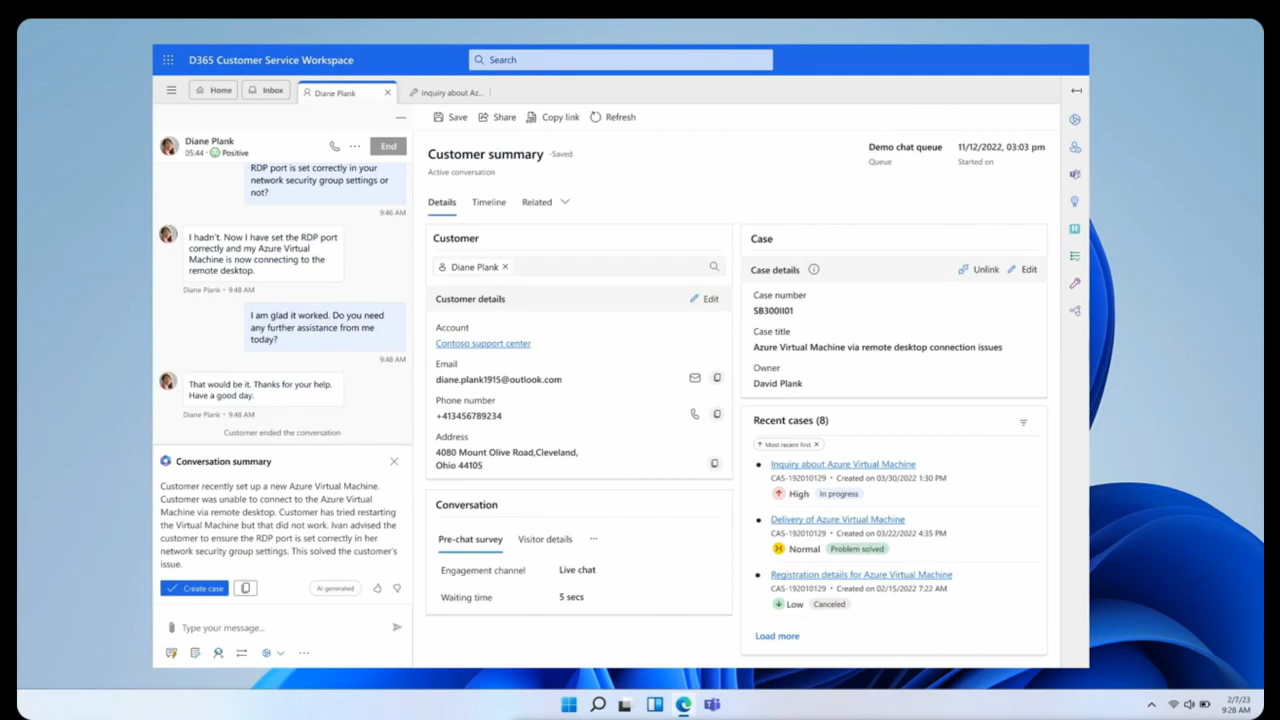 D365 Customer Service Workspace
Search
Home
Inbox
Diane Plank
Inquiry about Az...
Diane Plank
05:44 · Positive
End
RDP port is set correctly in your
network security group settings or
not?
9:46 AM
I hadn't. Now I have set the RDP port
correctly and my Azure Virtual
Machine is now connecting to the
remote desktop.
Diane Plank · 9:48 AM
I am glad it worked. Do you need
any further assistance from me
today?
9:48 AM
That would be it. Thanks for your help.
Have a good day.
Diane Plank · 9:48 AM
Customer ended the conversation
Conversation summary
Customer recently set up a new Azure Virtual Machine.
Customer was unable to connect to the Azure Virtual
Machine via remote desktop. Customer has tried restarting
the Virtual Machine but that did not work. Ivan advised the
customer to ensure the RDP port is set correctly in her
network security group settings. This solved the customer's
issue.
Create case
AI generated
Type your message...
Save
Share
Copy link
Refresh
Customer summary -Saved
Active conversation
Demo chat queue
Queue
11/12/2022, 03:03 pm
Started on
Details
Timeline
Related
Customer
Diane Plank
Customer details
Edit
Account
Contoso support center
Email
diane.plank1915@outlook.com
Phone number
+413456789234
Address
4080 Mount Olive Road,Cleveland,
Ohio 44105
Conversation
Pre-chat survey
Visitor details
Engagement channel
Live chat
Waiting time
5 secs
Case
Case details
Unlink
Edit
Case number
SB300II01
Case title
Azure Virtual Machine via remote desktop connection issues
Owner
David Plank
Recent cases (8)
Most recent first
Inquiry about Azure Virtual Machine
CAS-192010129 · Created on 03/30/2022 1:30 PM
High
In progress
Delivery of Azure Virtual Machine
CAS-192010129 · Created on 03/22/2022 4:35 PM
Normal
Problem solved
Registration details for Azure Virtual Machine
CAS-192010129 · Created on 02/15/2022 7:22 AM
Low
Canceled
Load more
2/7/23
9:28 AM